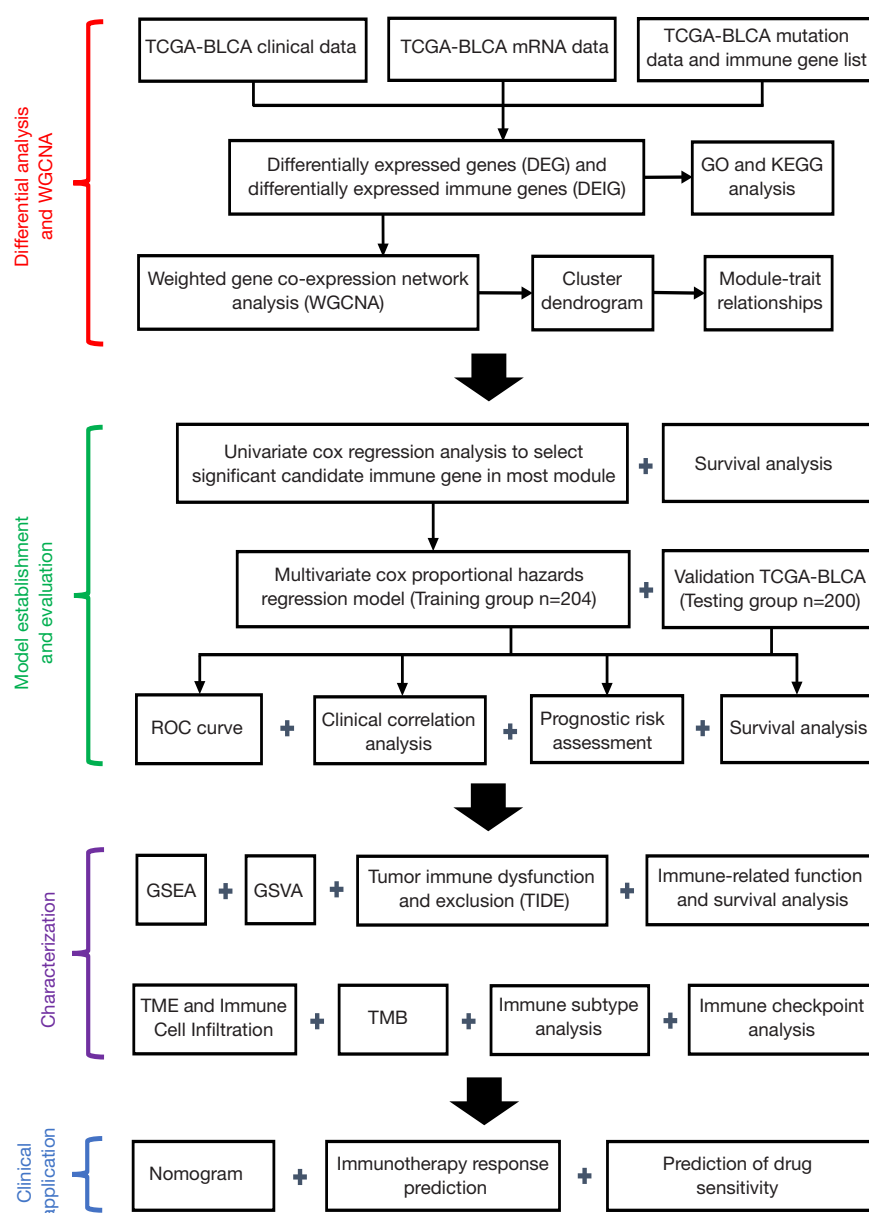 Differential analysis
and WGCNA
TCGA-BLCA clinical data
TCGA-BLCA mRNA data
TCGA-BLCA mutation
data and immune gene list
Differentially expressed genes (DEG) and
differentially expressed immune genes (DEIG)
GO and KEGG
analysis
Weighted gene co-expression network
analysis (WGCNA)
Cluster
dendrogram
Module-trait
relationships
Model establishment
and evaluation
Univariate cox regression analysis to select
significant candidate immune gene in most module
+
Survival analysis
Multivariate cox proportional hazards
regression model (Training group n=204)
+
Validation TCGA-BLCA
(Testing group n=200)
ROC curve
+
Clinical correlation
analysis
+
Prognostic risk
assessment
+
Survival analysis
Characterization
GSEA
+
GSVA
+
Tumor immune dysfunction
and exclusion (TIDE)
+
Immune-related function
and survival analysis
TME and Immune
Cell Infiltration
+
TMB
+
Immune subtype
analysis
+
Immune checkpoint
analysis
Clinical
application
Nomogram
+
Immunotherapy response
prediction
+
Prediction of drug
sensitivity